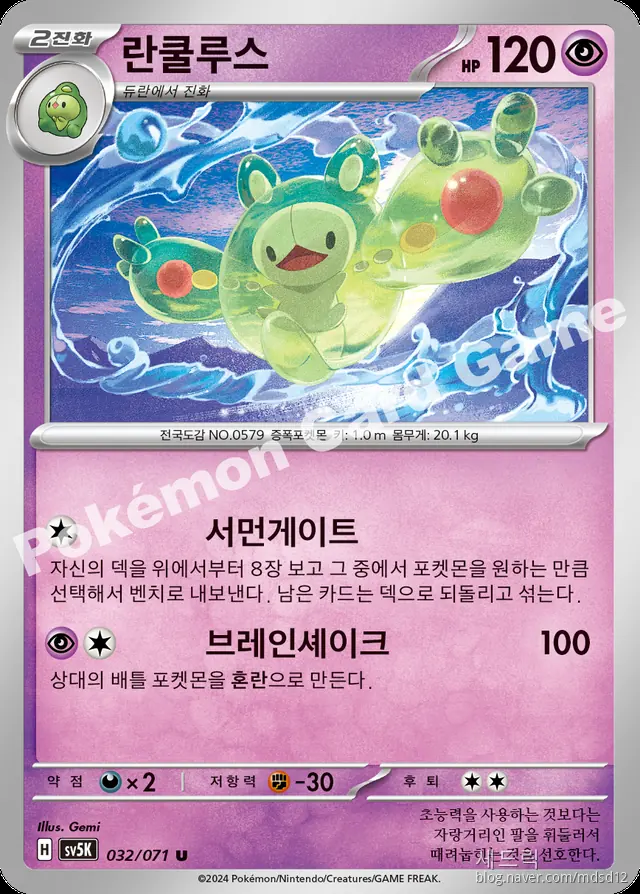 2진화
란쿨루스
HP 120
듀란에서 진화
Pokémon Card Game
전국도감 NO.0579 증폭포켓몬 키: 1.0 m 몸무게: 20.1 kg
서먼게이트
자신의 덱을 위에서부터 8장 보고 그 중에서 포켓몬을 원하는 만큼
선택해서 벤치로 내보낸다. 남은 카드는 덱으로 되돌리고 섞는다.
브레인셰이크 100
상대의 배틀 포켓몬을 혼란으로 만든다.
약점 ×2 저항력 -30 후퇴
Illus. Gemi
H sv5K 032/071 U
초능력을 사용하는 것보다는
자랑거리인 팔을 휘둘러서
때려눕히는 것을 선호한다.
세드릭
blog.naver.com/mdsd12
©2024 Pokémon/Nintendo/Creatures/GAME FREAK.